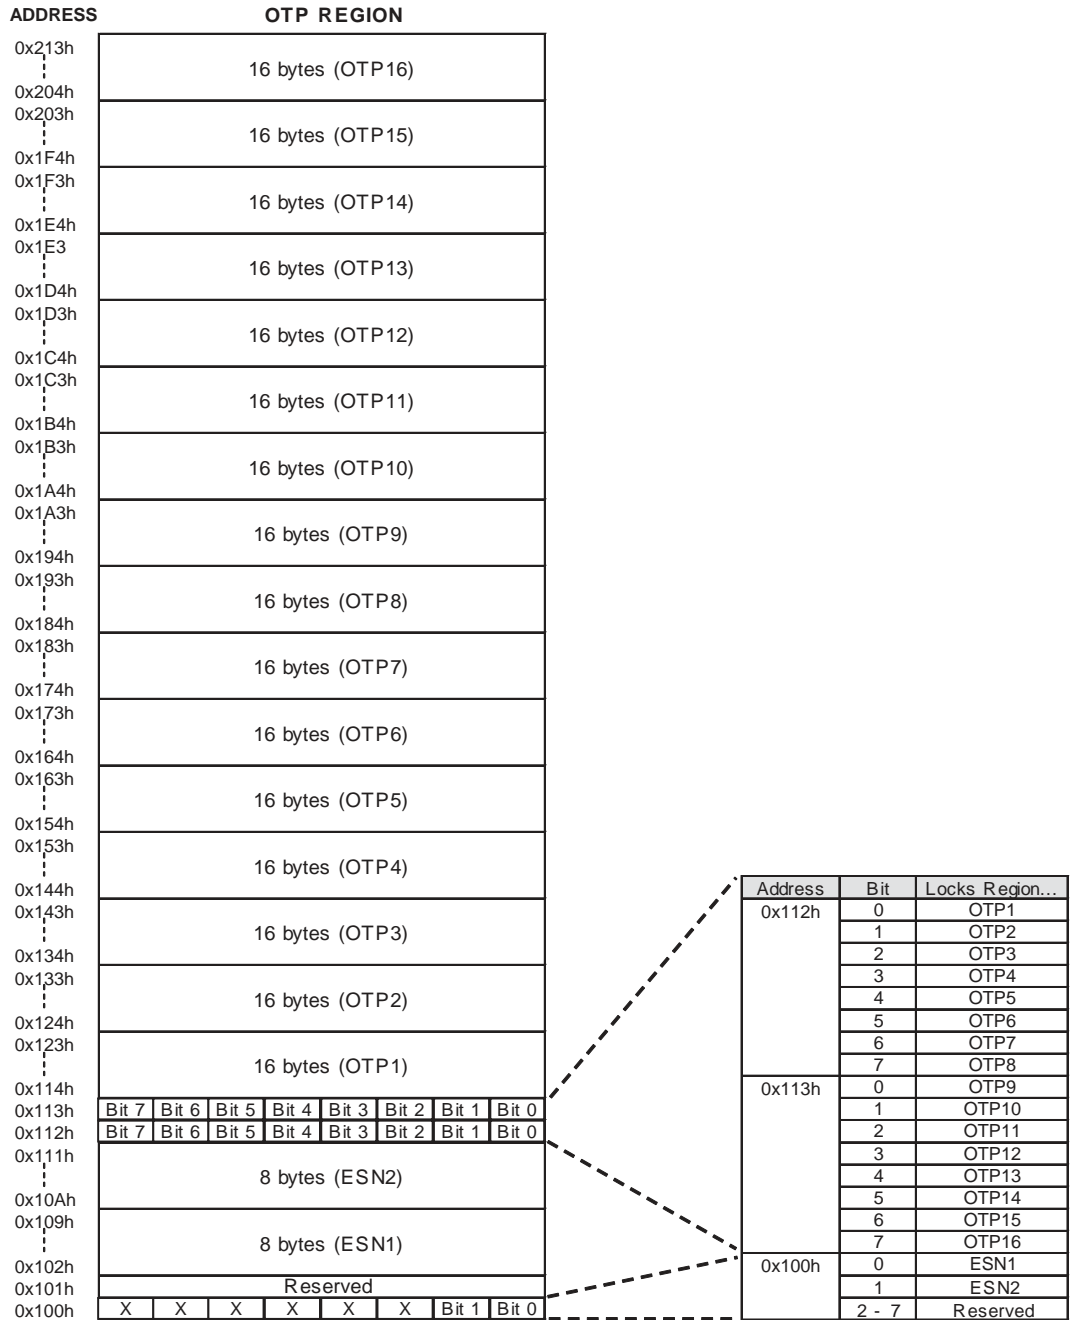 ADDRESS OTP REGION
0x213h
16 bytes (OTP16)
0x204h
0x203h
16 bytes (OTP15)
0x1F4h
0x1F3h
16 bytes (OTP14)
0x1E4h
0x1E3
16 bytes (OTP13)
0x1D4h
0x1D3h
16 bytes (OTP12)
0x1C4h
0x1C3h
16 bytes (OTP11)
0x1B4h
0x1B3h
16 bytes (OTP10)
0x1A4h
0x1A3h
16 bytes (OTP9)
0x194h
0x193h
16 bytes (OTP8)
0x184h
0x183h
16 bytes (OTP7)
0x174h
0x173h
16 bytes (OTP6)
0x164h
0x163h
16 bytes (OTP5)
0x154h
0x153h
16 bytes (OTP4)
0x144h
0x143h
16 bytes (OTP3)
0x134h
0x133h
16 bytes (OTP2)
0x124h
0x123h
16 bytes (OTP1)
0x114h
0x113h Bit 7 Bit 6 Bit 5 Bit 4 Bit 3 Bit 2 Bit 1 Bit 0
0x112h Bit 7 Bit 6 Bit 5 Bit 4 Bit 3 Bit 2 Bit 1 Bit 0
0x111h
8 bytes (ESN2)
0x10Ah
0x109h
8 bytes (ESN1)
0x102h
0x101h Reserved
0x100h X X X X X X Bit 1 Bit 0
Address Bit Locks Region...
0x112h 0 OTP1
1 OTP2
2 OTP3
3 OTP4
4 OTP5
5 OTP6
6 OTP7
7 OTP8
0x113h 0 OTP9
1 OTP10
2 OTP11
3 OTP12
4 OTP13
5 OTP14
6 OTP15
7 OTP16
0x100h 0 ESN1
1 ESN2
2 - 7 Reserved